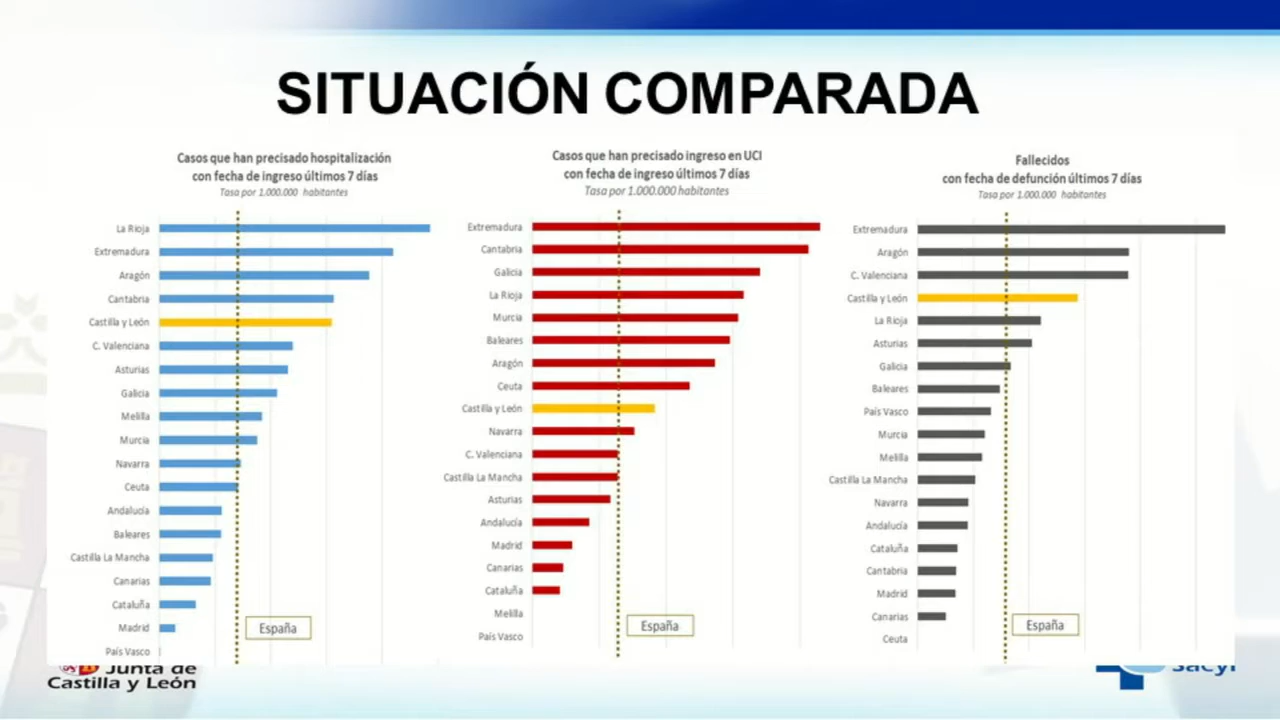 SITUACIÓN COMPARADA
Casos que han precisado hospitalización
con fecha de ingreso últimos 7 días
Tasa por 1.000.000 habitantes
La Rioja
Extremadura
Aragón
Cantabria
Castilla y León
C. Valenciana
Asturias
Galicia
Melilla
Murcia
Navarra
Ceuta
Andalucía
Baleares
Castilla La Mancha
Canarias
Cataluña
Madrid
País Vasco
España
Casos que han precisado ingreso en UCI
con fecha de ingreso últimos 7 días
Tasa por 1.000.000 habitantes
Extremadura
Cantabria
Galicia
La Rioja
Murcia
Baleares
Aragón
Ceuta
Castilla y León
Navarra
C. Valenciana
Castilla La Mancha
Asturias
Andalucía
Madrid
Canarias
Cataluña
Melilla
País Vasco
España
Fallecidos
con fecha de defunción últimos 7 días
Tasa por 1.000.000 habitantes
Extremadura
Aragón
C. Valenciana
Castilla y León
La Rioja
Asturias
Galicia
Baleares
País Vasco
Murcia
Melilla
Castilla La Mancha
Navarra
Andalucía
Cataluña
Cantabria
Madrid
Canarias
Ceuta
España
Junta de
Castilla y León
Sacyl